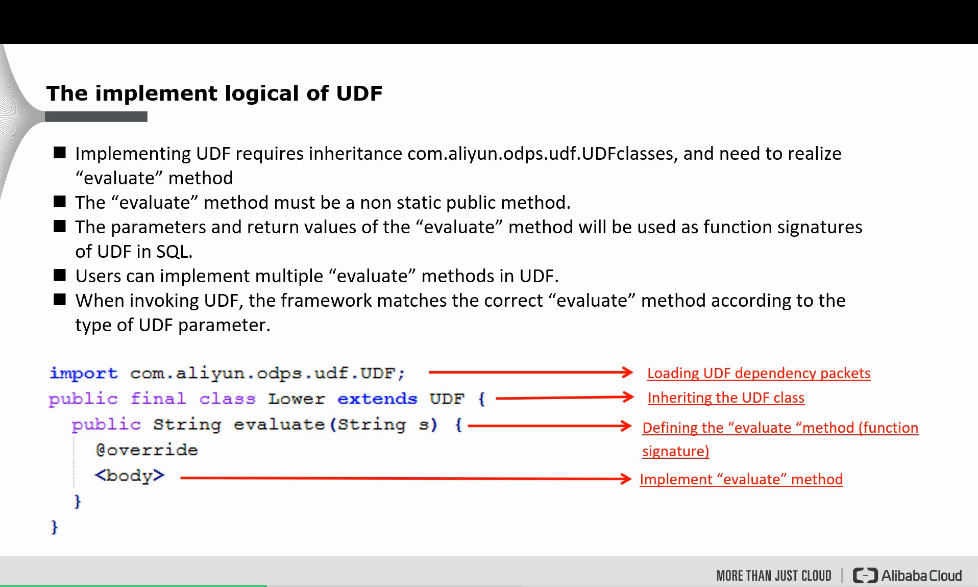 The implement logical of UDF
■ Implementing UDF requires inheritance com.aliyun.odps.udf.UDFclasses, and need to realize
“evaluate” method
■ The “evaluate” method must be a non static public method.
■ The parameters and return values of the “evaluate” method will be used as function signatures
of UDF in SQL.
■ Users can implement multiple “evaluate” methods in UDF.
■ When invoking UDF, the framework matches the correct “evaluate” method according to the
type of UDF parameter.
import com.aliyun.odps.udf.UDF; Loading UDF dependency packets
public final class Lower extends UDF { Inheriting the UDF class
public String evaluate(String s) { Defining the “evaluate “method (function
signature)
@override
<body> Implement “evaluate” method
}
}
MORE THAN JUST CLOUD | Alibaba Cloud